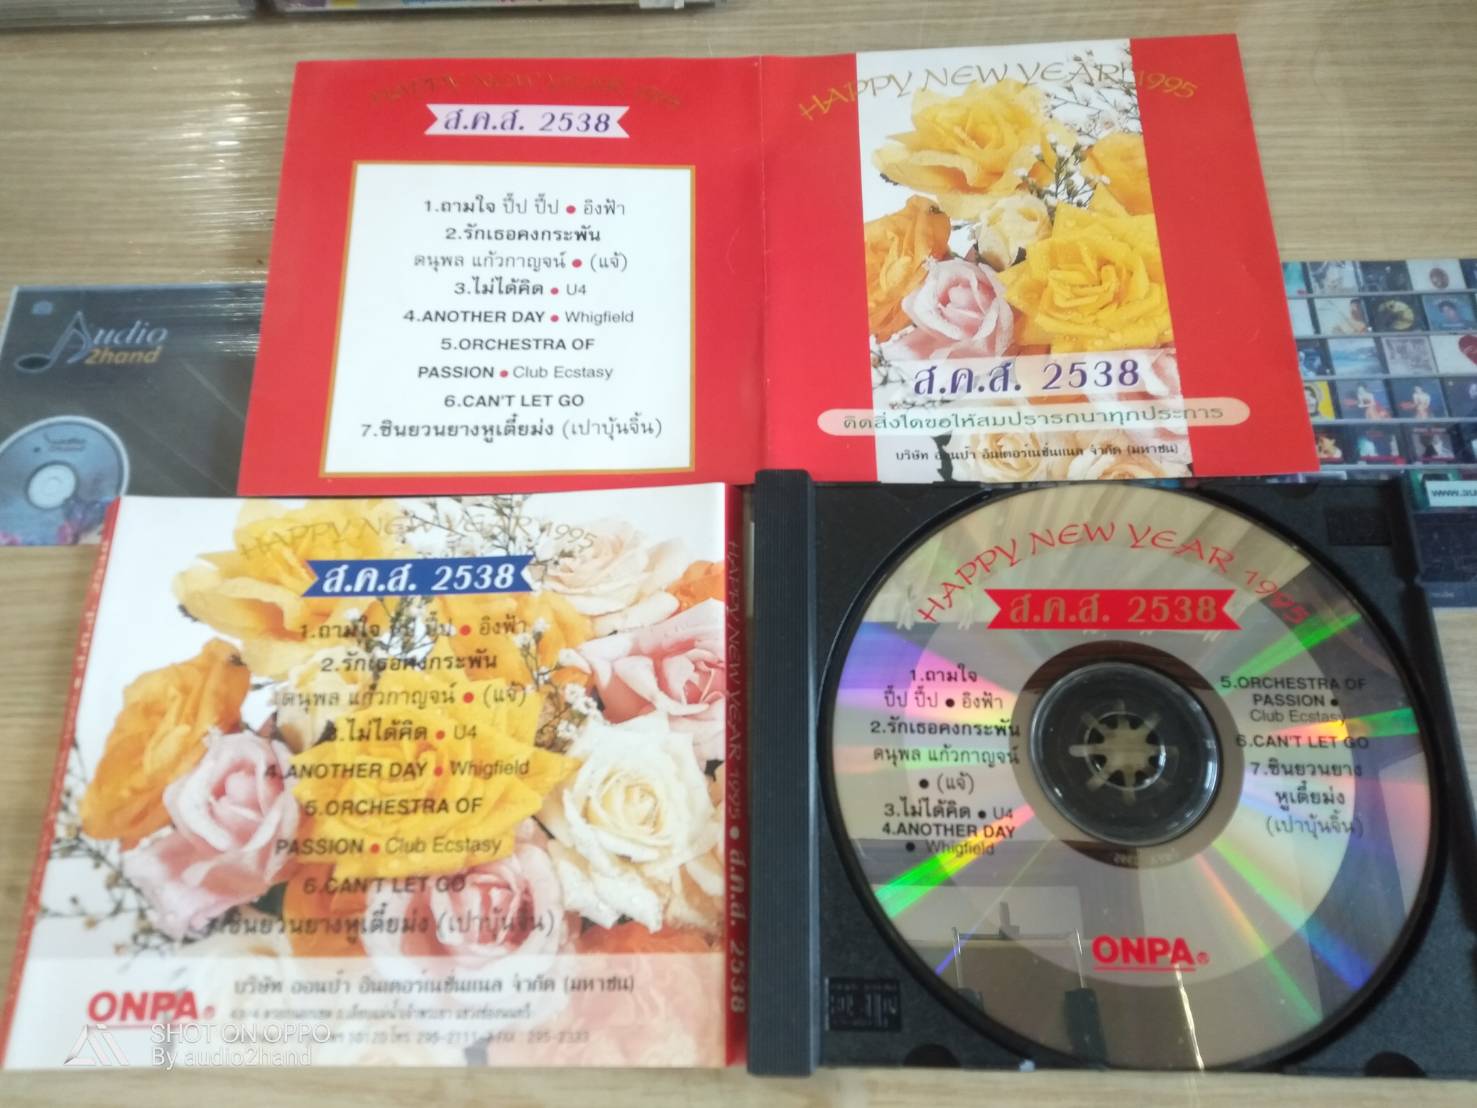 HAPPY NEW YEAR 1995
ส.ค.ส. 2538
1.ถามใจ ปี๊ป ปี๊ป ● อิงฟ้า
2.รักเธอคงกระพัน
ดนุพล แก้วกาญจน์ ● (แจ้)
3.ไม่ได้คิด ● U4
4.ANOTHER DAY ● Whigfield
5.ORCHESTRA OF
PASSION ● Club Ecstasy
6.CAN'T LET GO
7.ชินยวนยางหูเตี๋ยม่ง (เปาบุ้นจิ้น)
HAPPY NEW YEAR 1995
ส.ค.ส. 2538
คิดสิ่งใดขอให้สมปรารถนาทุกประการ
บริษัท ออนป้า อินเตอร์เนชั่นแนล จำกัด (มหาชน)
Audio
2hand
HAPPY NEW YEAR 1995
ส.ค.ส. 2538
1.ถามใจ ปี๊ป ปี๊ป ● อิงฟ้า
2.รักเธอคงกระพัน
ดนุพล แก้วกาญจน์ ● (แจ้)
3.ไม่ได้คิด ● U4
4.ANOTHER DAY ● Whigfield
5.ORCHESTRA OF
PASSION ● Club Ecstasy
6.CAN'T LET GO
7.ชินยวนยางหูเตี๋ยม่ง (เปาบุ้นจิ้น)
ONPA®
บริษัท ออนป้า อินเตอร์เนชั่นแนล จำกัด (มหาชน)
10120 โทร. 295-2711 295-2333
HAPPY NEW YEAR 1995 ● ส.ค.ส. 2538
HAPPY NEW YEAR 1995
ส.ค.ส. 2538
1.ถามใจ
ปี๊ป ปี๊ป ● อิงฟ้า
2.รักเธอคงกระพัน
ดนุพล แก้วกาญจน์
● (แจ้)
3.ไม่ได้คิด ● U4
4.ANOTHER DAY
● Whigfield
5.ORCHESTRA OF
PASSION ●
Club Ecstasy
6.CAN'T LET GO
7.ชินยวนยาง
หูเตี๋ยม่ง
(เปาบุ้นจิ้น)
ONPA®
SHOT ON OPPO
By audio2hand